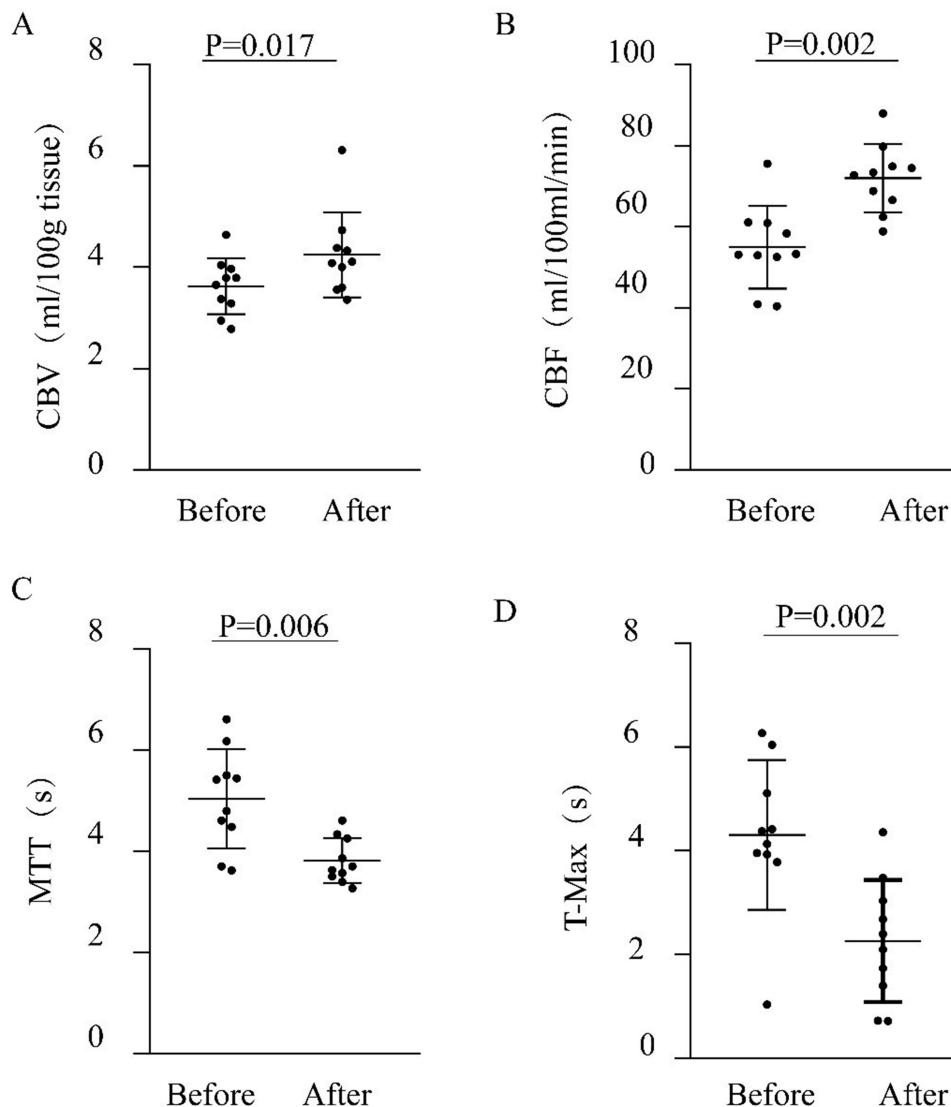 A
P=0.017
CBV (ml/100g tissue)
8
6
4
2
0
Before After
B
P=0.002
CBF (ml/100ml/min)
100
80
60
40
20
0
Before After
C
P=0.006
MTT (s)
8
6
4
2
0
Before After
D
P=0.002
T-Max (s)
8
6
4
2
0
Before After